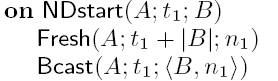 on NDstart(A; t₁; B)
Fresh(A; t₁ + |B|; n₁)
Bcast(A; t₁; ⟨B, n₁⟩)